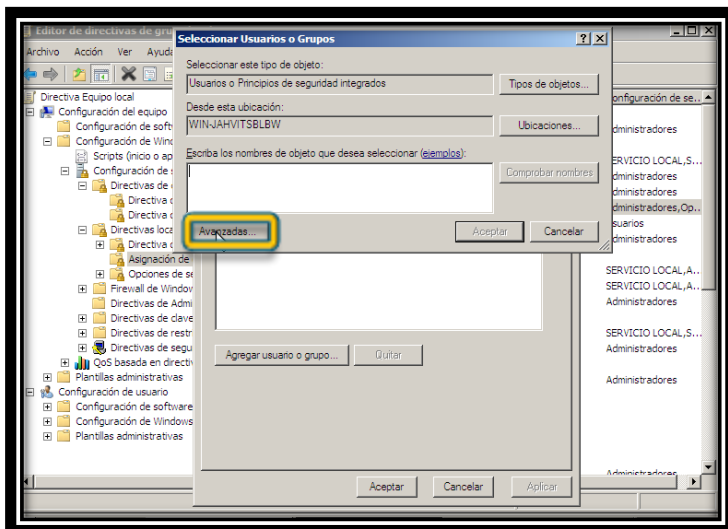 Editor de directivas de gru
Archivo Acción Ver Ayuda
Directiva Equipo local
Configuración del equipo
Configuración de soft
Configuración de Wind
Scripts (inicio o ap
Configuración de
Directivas de
Directiva
Directiva
Directivas loca
Directiva
Asignación de
Opciones de se
Firewall de Window
Directivas de Admi
Directivas de clave
Directivas de restr
Directivas de segu
QoS basada en directiv
Plantillas administrativas
Configuración de usuario
Configuración de software
Configuración de Windows
Plantillas administrativas
Seleccionar Usuarios o Grupos
Seleccionar este tipo de objeto:
Usuarios o Principios de seguridad integrados
Tipos de objetos...
Desde esta ubicación:
WIN-JAHVITSBLBW
Ubicaciones...
Escriba los nombres de objeto que desea seleccionar (ejemplos):
Comprobar nombres
Avanzadas...
Aceptar Cancelar
Agregar usuario o grupo... Quitar
Aceptar Cancelar Aplicar
onfiguración de se...
dministradores
ERVICIO LOCAL,S...
dministradores
dministradores
dministradores,Op...
suarios
dministradores
SERVICIO LOCAL,A...
SERVICIO LOCAL,A...
Administradores
SERVICIO LOCAL,S...
Administradores
Administradores
Administradores